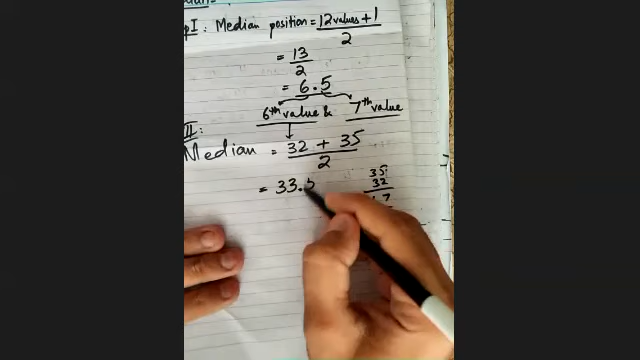 I: Median position = 12 values + 1
2
= 13
2
= 6.5
6th value & 7th value
II:
Median = 32 + 35
2
= 33.5
35
32